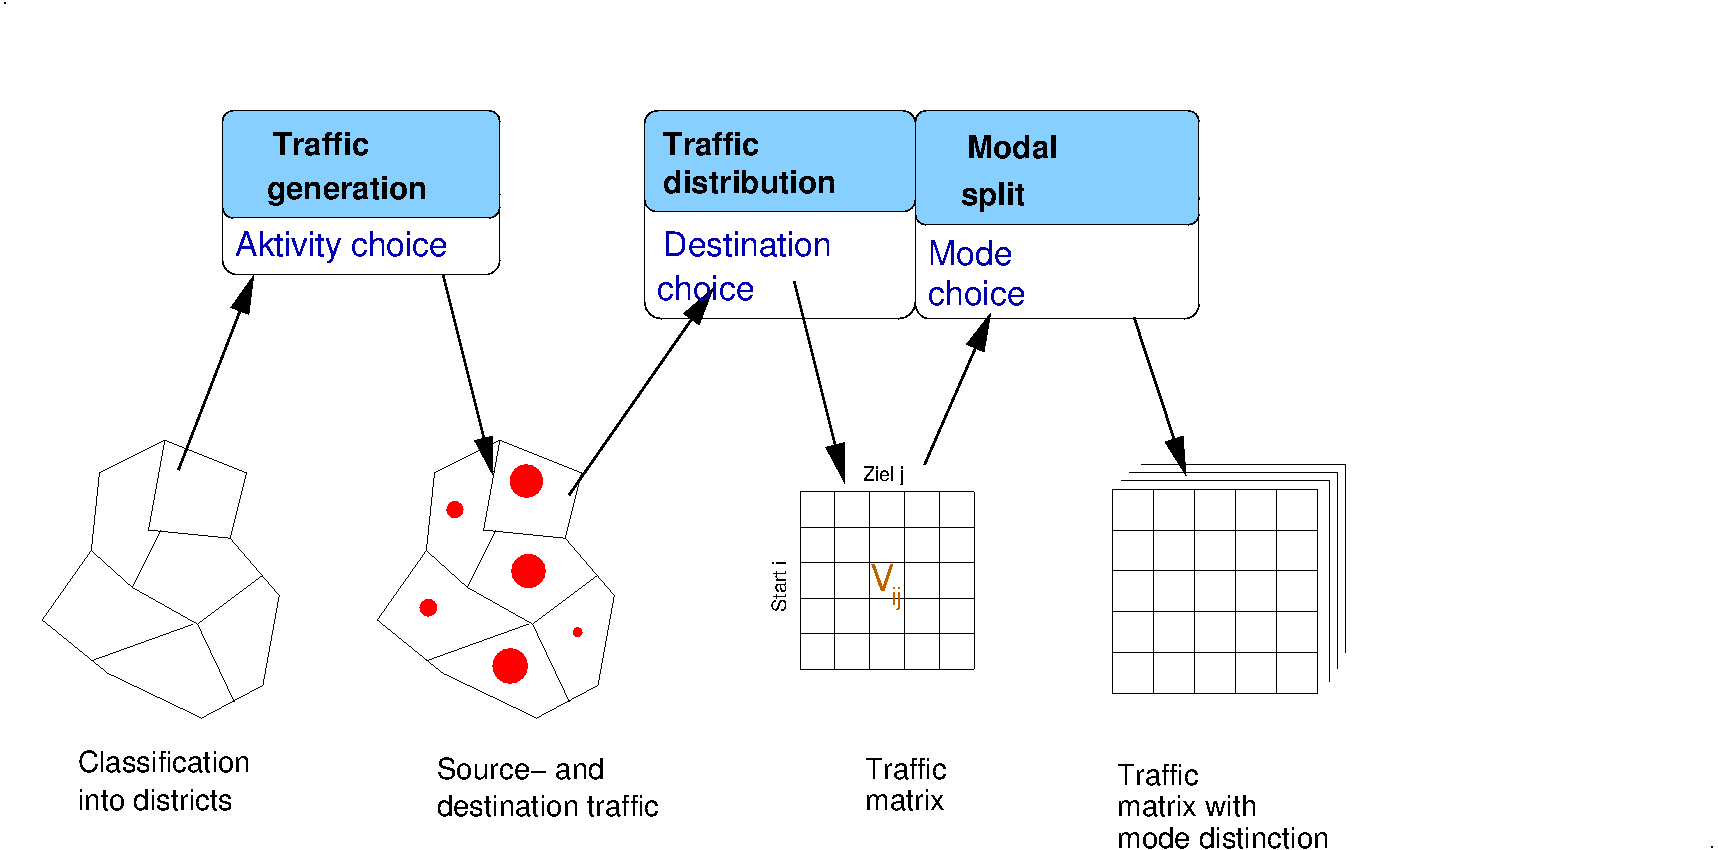 Traffic
generation
Aktivity choice
Traffic
distribution
Destination
choice
Modal
split
Mode
choice
Ziel j
Start i
V ij
Classification
into districts
Source− and
destination traffic
Traffic
matrix
Traffic
matrix with
mode distinction